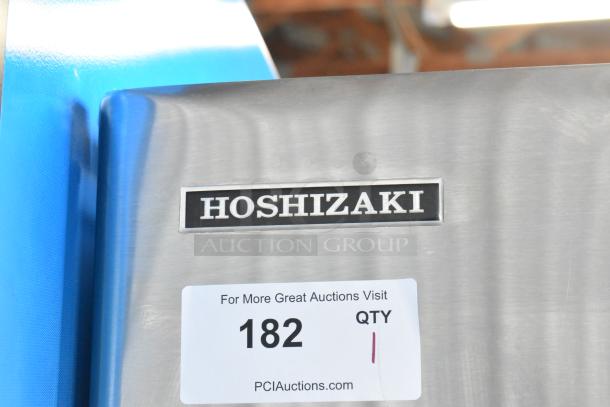 HOSHIZAKI
AUCTION GROUP
For More Great Auctions Visit
182
QTY
1
PCIAuctions.com